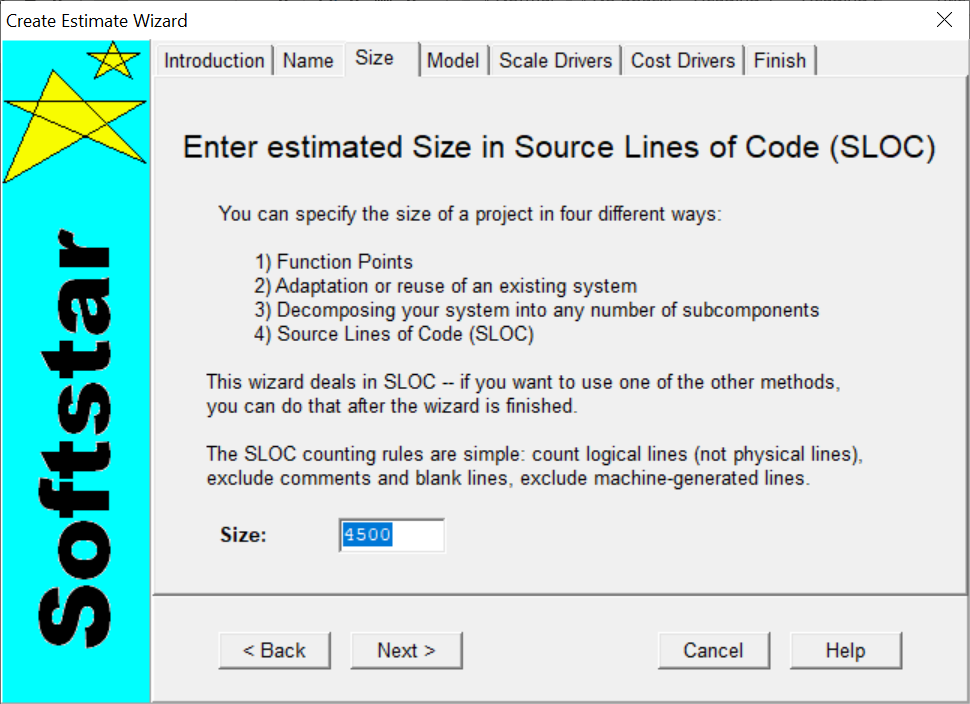 Create Estimate Wizard
Softstar
Introduction Name Size Model Scale Drivers Cost Drivers Finish
Enter estimated Size in Source Lines of Code (SLOC)
You can specify the size of a project in four different ways:
1) Function Points
2) Adaptation or reuse of an existing system
3) Decomposing your system into any number of subcomponents
4) Source Lines of Code (SLOC)
This wizard deals in SLOC -- if you want to use one of the other methods,
you can do that after the wizard is finished.
The SLOC counting rules are simple: count logical lines (not physical lines),
exclude comments and blank lines, exclude machine-generated lines.
Size: 4500
< Back Next > Cancel Help